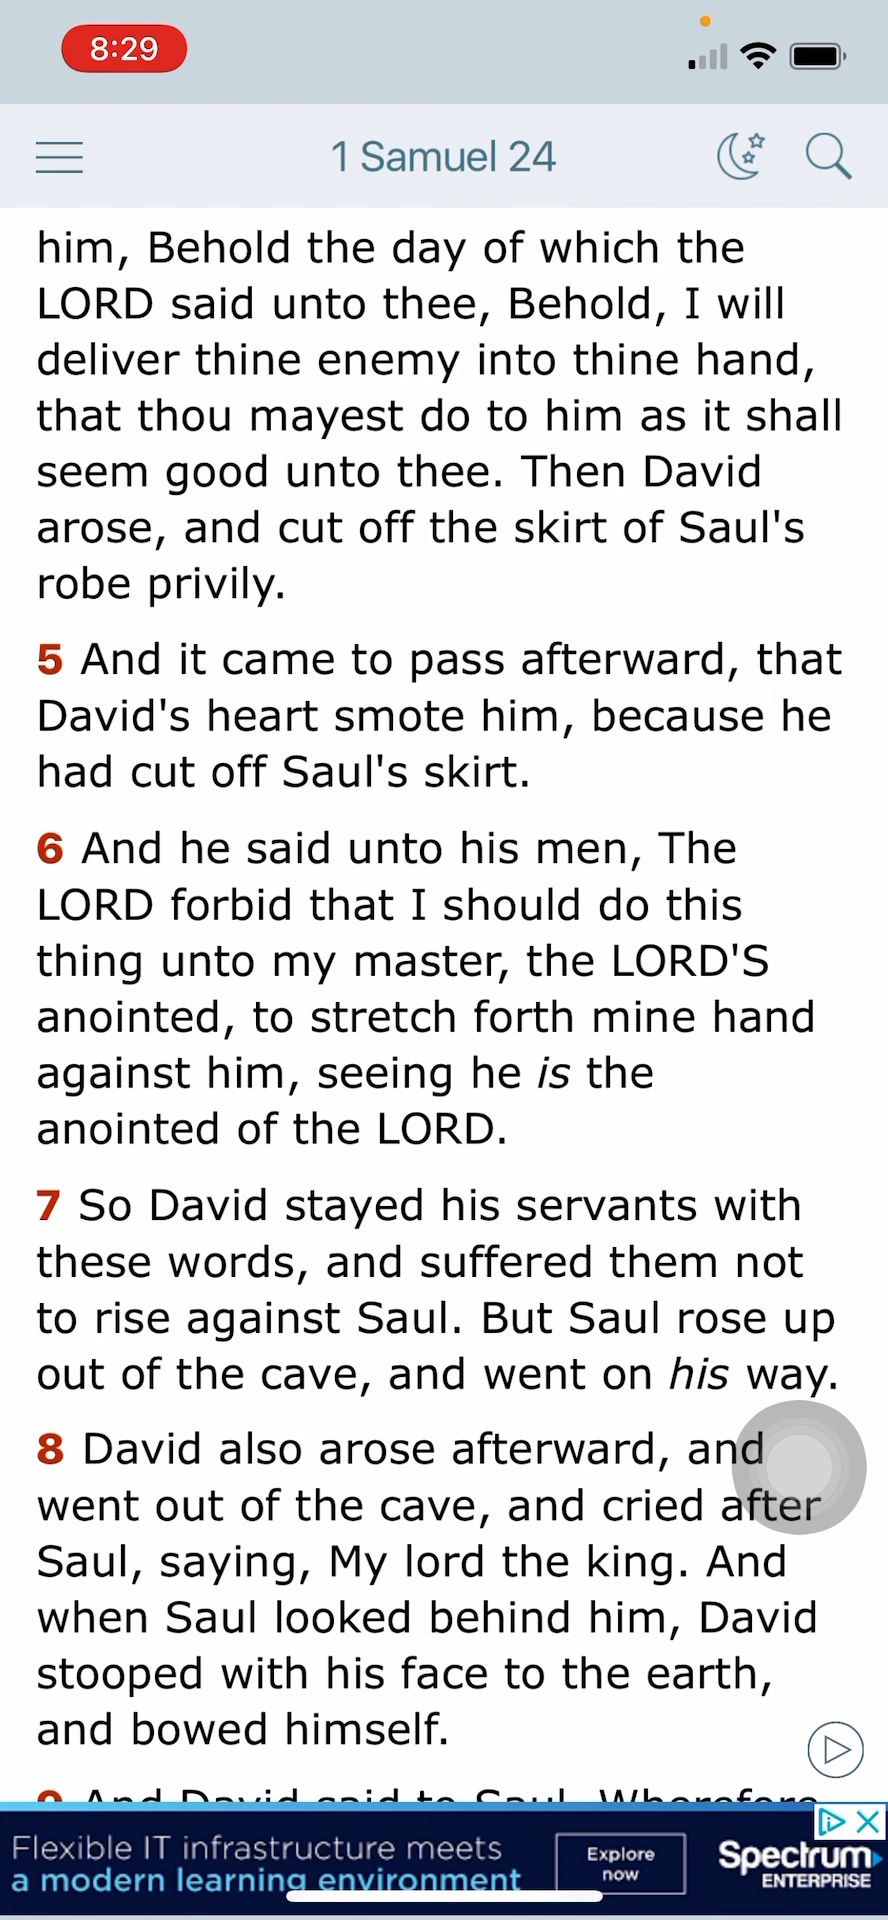 8:29
1 Samuel 24
him, Behold the day of which the
LORD said unto thee, Behold, I will
deliver thine enemy into thine hand,
that thou mayest do to him as it shall
seem good unto thee. Then David
arose, and cut off the skirt of Saul's
robe privily.
5 And it came to pass afterward, that
David's heart smote him, because he
had cut off Saul's skirt.
6 And he said unto his men, The
LORD forbid that I should do this
thing unto my master, the LORD'S
anointed, to stretch forth mine hand
against him, seeing he is the
anointed of the LORD.
7 So David stayed his servants with
these words, and suffered them not
to rise against Saul. But Saul rose up
out of the cave, and went on his way.
8 David also arose afterward, and
went out of the cave, and cried after
Saul, saying, My lord the king. And
when Saul looked behind him, David
stooped with his face to the earth,
and bowed himself.
9 And David said to Saul, Wherefore
Flexible IT infrastructure meets
a modern learning environment
Explore
now
Spectrum
ENTERPRISE